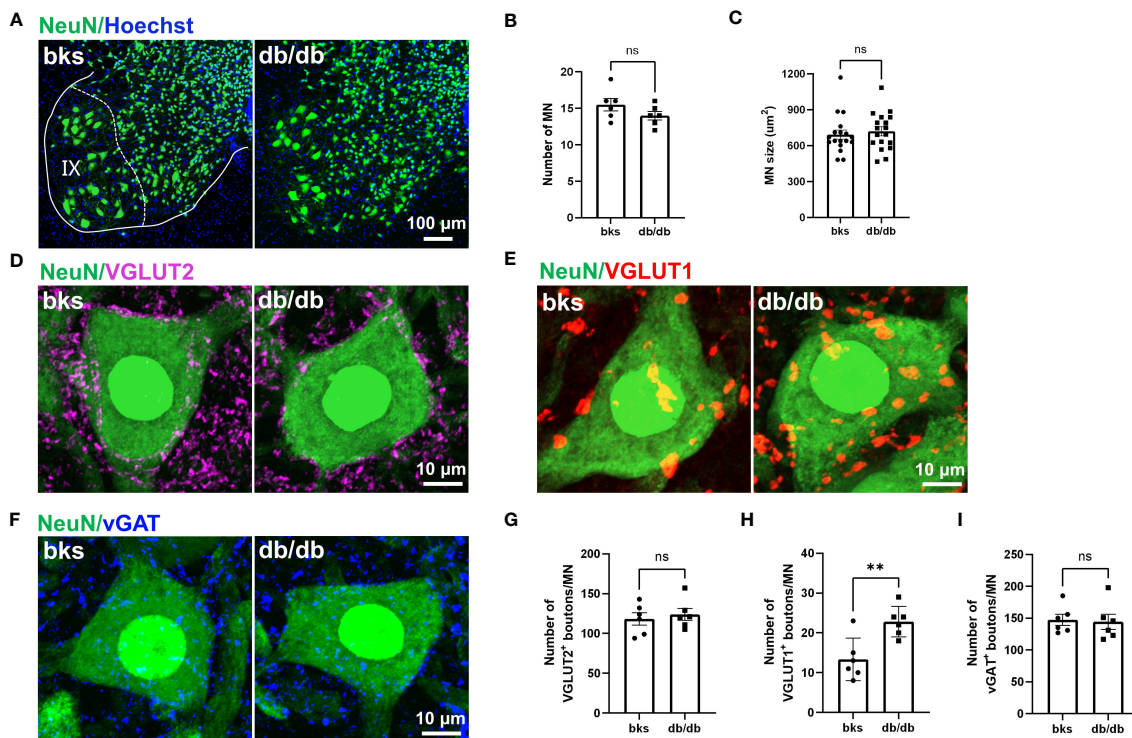 A
NeuN/Hoechst
bks
db/db
IX
100 µm
B
ns
Number of MN
20
15
10
5
0
bks
db/db
C
ns
MN size (um²)
1200
900
600
300
0
bks
db/db
D
NeuN/VGLUT2
bks
db/db
10 µm
E
NeuN/VGLUT1
bks
db/db
10 µm
F
NeuN/vGAT
bks
db/db
10 µm
G
ns
Number of
VGLUT2⁺ boutons/MN
200
150
100
50
0
bks
db/db
H
**
Number of
VGLUT1⁺ boutons/MN
40
30
20
10
0
bks
db/db
I
ns
Number of
vGAT⁺ boutons/MN
250
200
150
100
50
0
bks
db/db